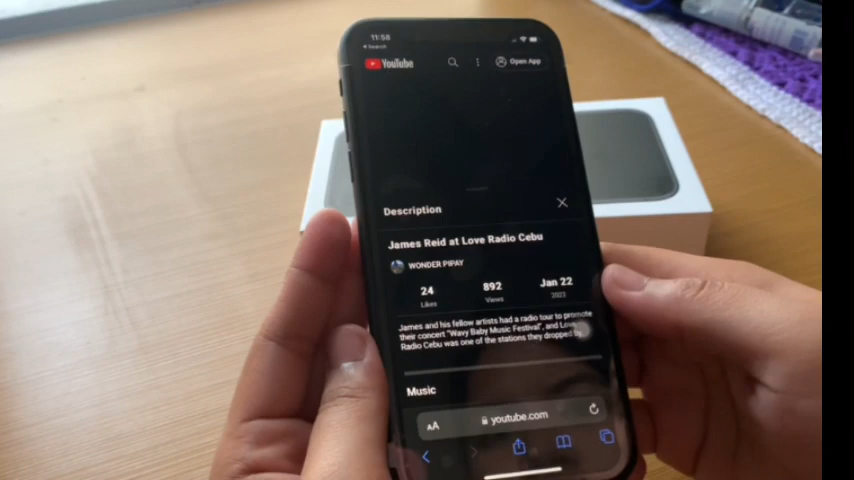 11:58
Search
YouTube
Open App
Description
James Reid at Love Radio Cebu
WONDER PIPAY
24
Likes
892
Views
Jan 22
James and his fellow artists had a radio tour to promote
their concert "Wavy Baby Music Festival", and Love
Radio Cebu was one of the stations they dropped by
Music
AA
youtube.com